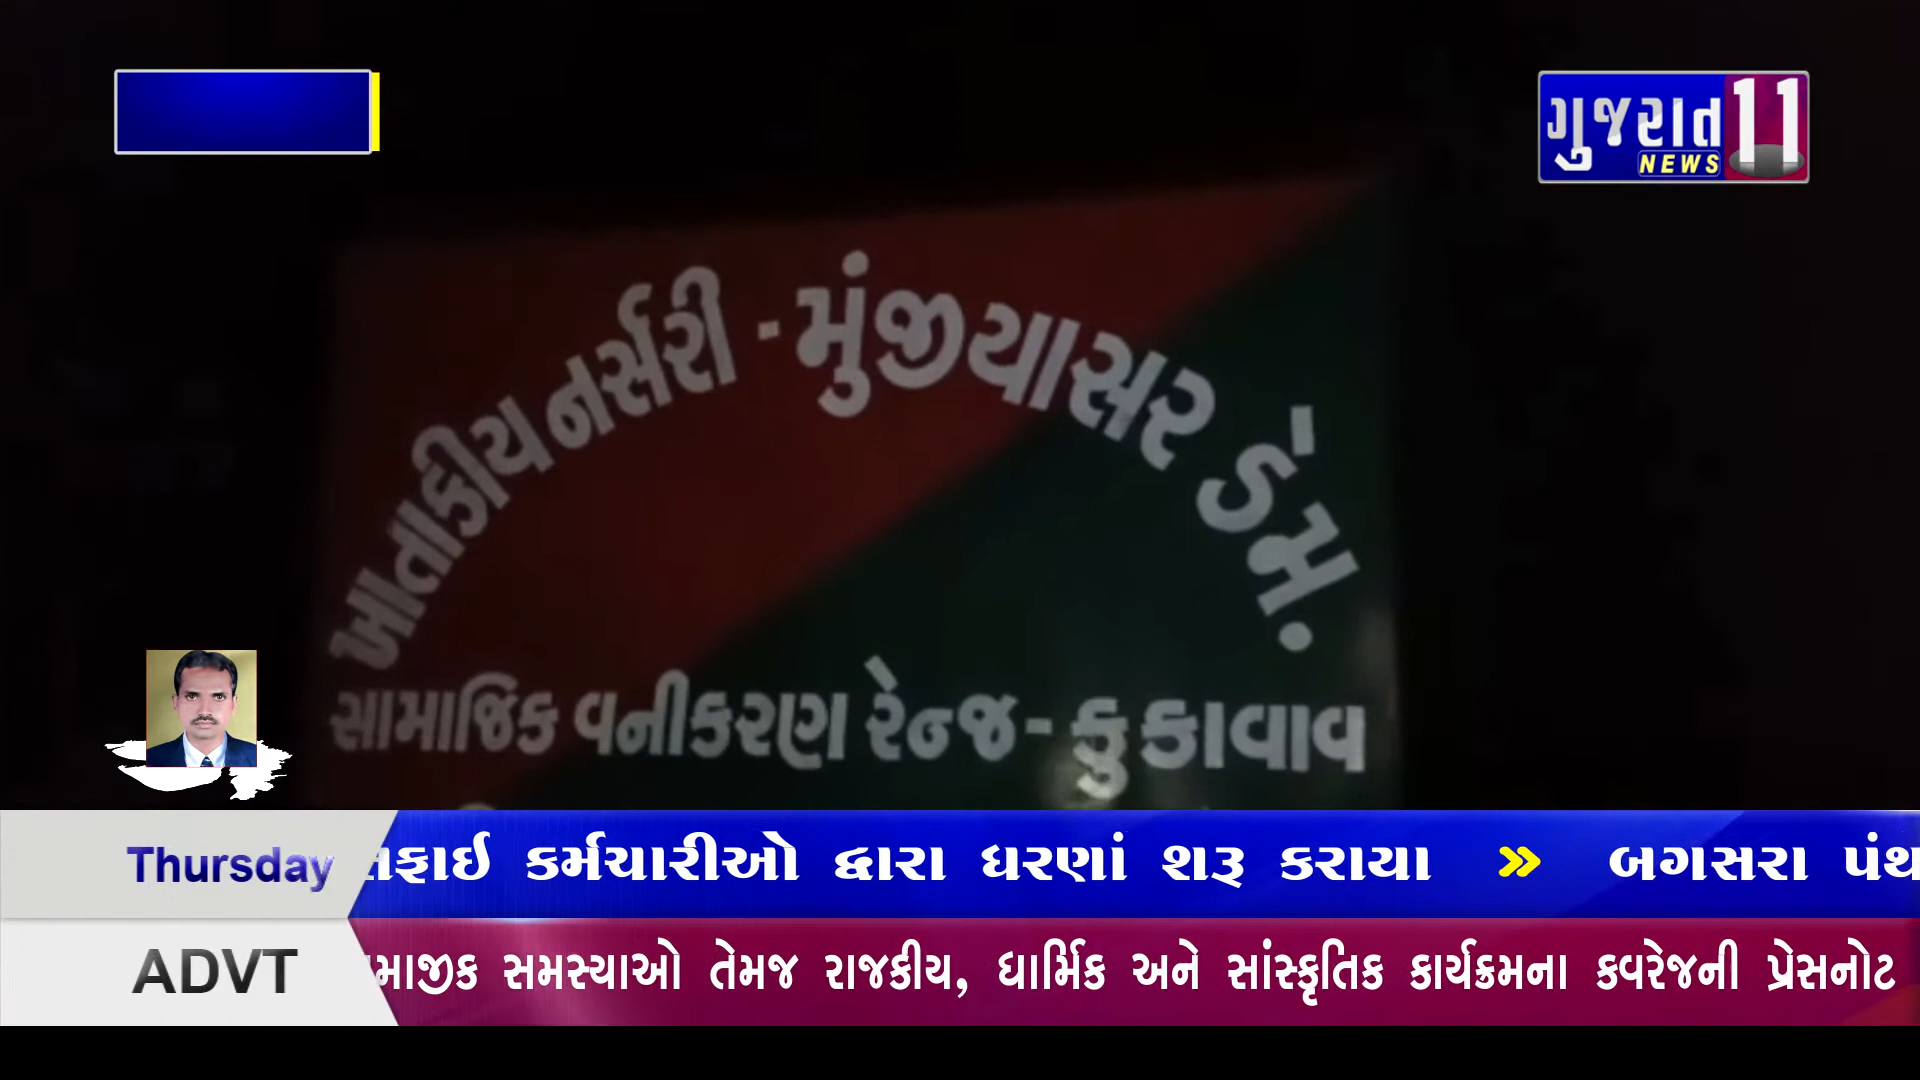 ગુજરાત 11
NEWS
ખાતાકીય નર્સરી - મુંજીયાસર ડેમ.
સામાજિક વનીકરણ રેન્જ - કુકાવાવ
Thursday
કર્મચારીઓ દ્વારા ધરણાં શરૂ કરાયા » બગસરા
ADVT
સમસ્યાઓ તેમજ રાજકીય, ધાર્મિક અને સાંસ્કૃતિક કાર્યક્રમના કવરેજની પ્રેસનોટ